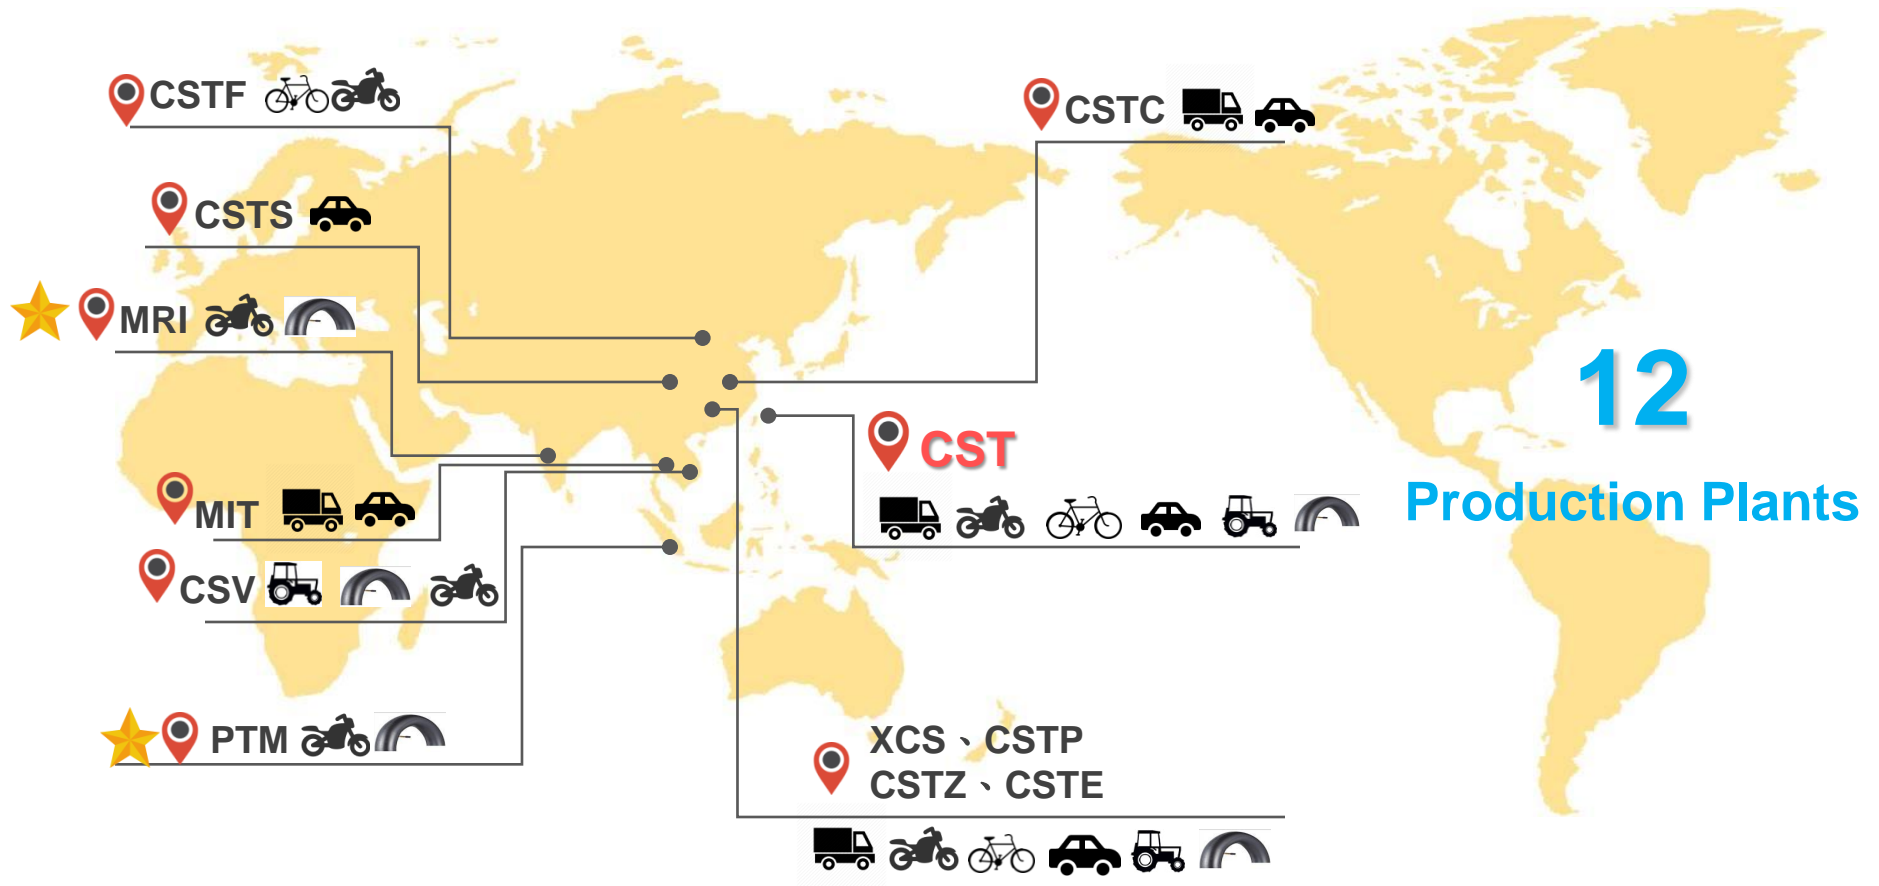 CSTF
CSTC
CSTS
MRI
12
CST
Production Plants
MIT
CSV
PTM
XCS、CSTP
CSTZ、CSTE